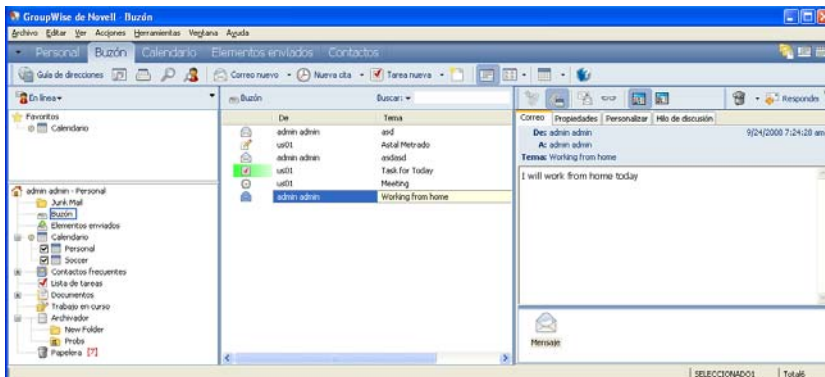 GroupWise de Novell - Buzón
Archivo Editar Ver Acciones Herramientas Ventana Ayuda
Personal Buzón Calendario Elementos enviados Contactos
Guía de direcciones Correo nuevo Nueva cita Tarea nueva
En línea
Buzón Buscar:
Responder
Favoritos
Calendario
De Tema
admin admin asd
us01 Astal Metrado
admin admin asdasd
us01 Task for Today
us01 Meeting
admin admin Working from home
Correo Propiedades Personalizar Hilo de discusión
De: admin admin 9/24/2008 7:24:28 am
A: admin admin
Tema: Working from home
I will work from home today
admin admin - Personal
Junk Mail
Buzón
Elementos enviados
Calendario
Personal
Soccer
Contactos frecuentes
Lista de tareas
Documentos
Trabajo en curso
Archivador
New Folder
Probs
Papelera [7]
Mensaje
SELECCIONADO1 Total6